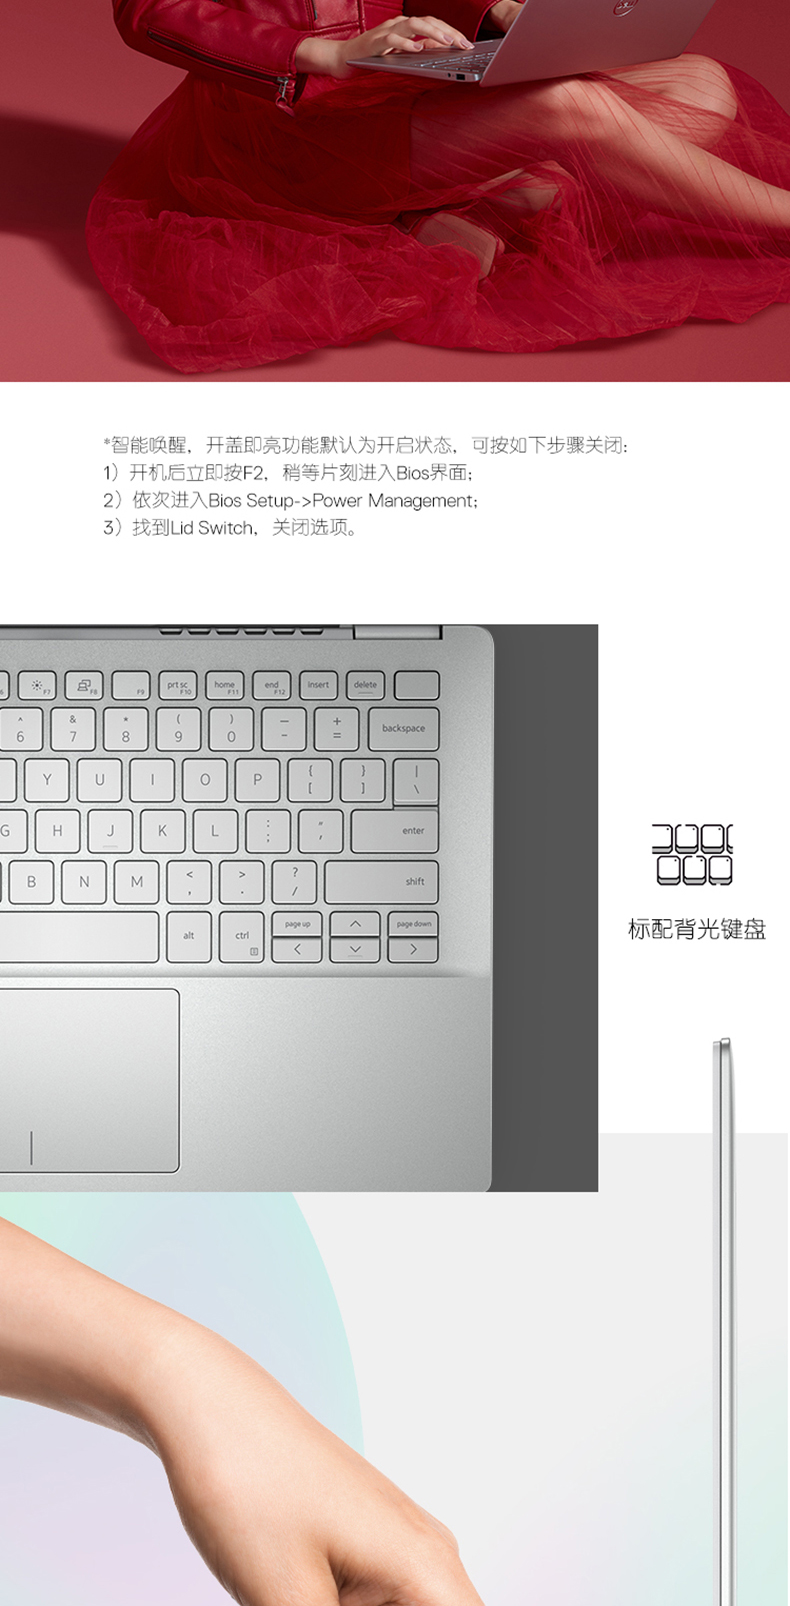 DELL
*智能唤醒，开盖即亮功能默认为开启状态，可按如下步骤关闭：
1）开机后立即按F2，稍等片刻进入Bios界面；
2）依次进入Bios Setup->Power Management；
3）找到Lid Switch，关闭选项。
6 F7 F8 F9 prt sc F10 home F11 end F12 insert delete
^ 6 & 7 * 8 ( 9 ) 0 — - + = backspace
Y U I O P { [ } ] | \
G H J K L : ; " ' enter
B N M < , > . ? / shift
alt ctrl page up page down
标配背光键盘